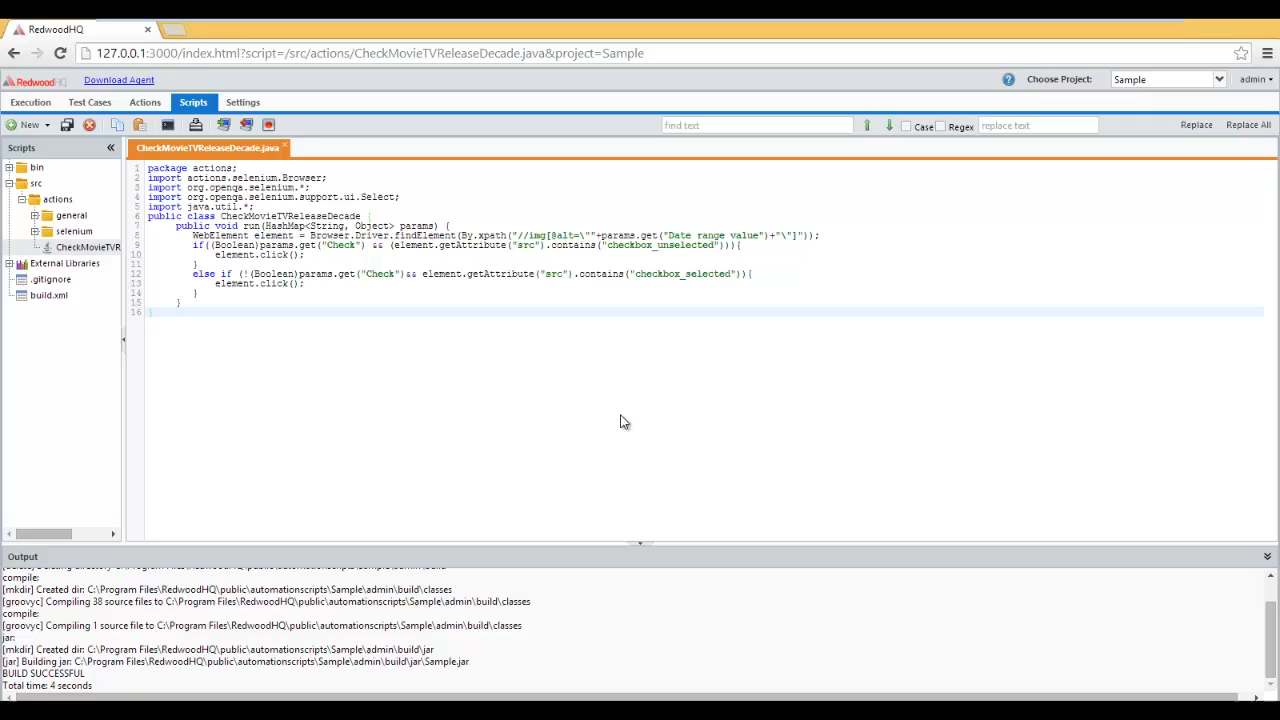 RedwoodHQ
127.0.0.1:3000/index.html?script=/src/actions/CheckMovieTVReleaseDecade.java&project=Sample
RedwoodHQ Download Agent Choose Project: Sample admin
Execution Test Cases Actions Scripts Settings
New find text Case Regex replace text Replace Replace All
Scripts
bin
src
actions
general
selenium
CheckMovieTVR
External Libraries
.gitignore
build.xml
CheckMovieTVReleaseDecade.java
1 package actions;
2 import actions.selenium.Browser;
3 import org.openqa.selenium.*;
4 import org.openqa.selenium.support.ui.Select;
5 import java.util.*;
6 public class CheckMovieTVReleaseDecade {
7 public void run(HashMap<String, Object> params) {
8 WebElement element = Browser.Driver.findElement(By.xpath("//img[@alt=\""+params.get("Date range value")+"\"]"));
9 if((Boolean)params.get("Check") && (element.getAttribute("src").contains("checkbox_unselected"))){
10 element.click();
11 }
12 else if (!(Boolean)params.get("Check")&& element.getAttribute("src").contains("checkbox_selected")){
13 element.click();
14 }
15 }
16 }
Output
compile:
[mkdir] Created dir: C:\Program Files\RedwoodHQ\public\automationscripts\Sample\admin\build\classes
[groovyc] Compiling 38 source files to C:\Program Files\RedwoodHQ\public\automationscripts\Sample\admin\build\classes
compile:
[groovyc] Compiling 1 source file to C:\Program Files\RedwoodHQ\public\automationscripts\Sample\admin\build\classes
jar:
[mkdir] Created dir: C:\Program Files\RedwoodHQ\public\automationscripts\Sample\admin\build\jar
[jar] Building jar: C:\Program Files\RedwoodHQ\public\automationscripts\Sample\admin\build\jar\Sample.jar
BUILD SUCCESSFUL
Total time: 4 seconds